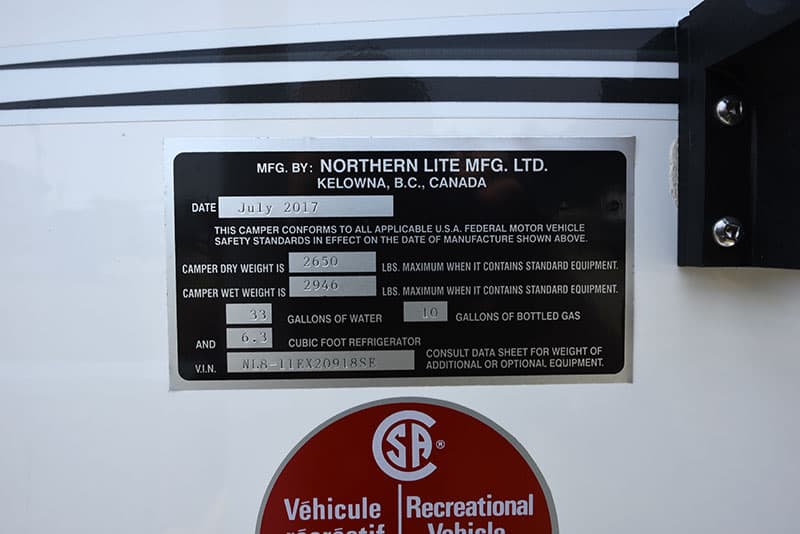 MFG. BY: NORTHERN LITE MFG. LTD.
KELOWNA, B.C., CANADA
DATE July 2017
THIS CAMPER CONFORMS TO ALL APPLICABLE U.S.A. FEDERAL MOTOR VEHICLE
SAFETY STANDARDS IN EFFECT ON THE DATE OF MANUFACTURE SHOWN ABOVE.
CAMPER DRY WEIGHT IS 2650 LBS. MAXIMUM WHEN IT CONTAINS STANDARD EQUIPMENT.
CAMPER WET WEIGHT IS 2946 LBS. MAXIMUM WHEN IT CONTAINS STANDARD EQUIPMENT.
33 GALLONS OF WATER 10 GALLONS OF BOTTLED GAS
AND 6.3 CUBIC FOOT REFRIGERATOR
V.I.N. NL8-11EX20918SE CONSULT DATA SHEET FOR WEIGHT OF
ADDITIONAL OR OPTIONAL EQUIPMENT.
CSA®
Véhicule Recreational
récréatif Vehicle